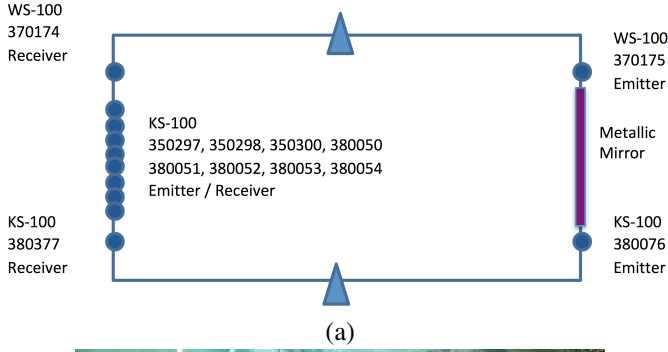 WS-100
370174
Receiver
WS-100
370175
Emitter
KS-100
350297, 350298, 350300, 380050
380051, 380052, 380053, 380054
Emitter / Receiver
Metallic
Mirror
KS-100
380377
Receiver
KS-100
380076
Emitter
(a)